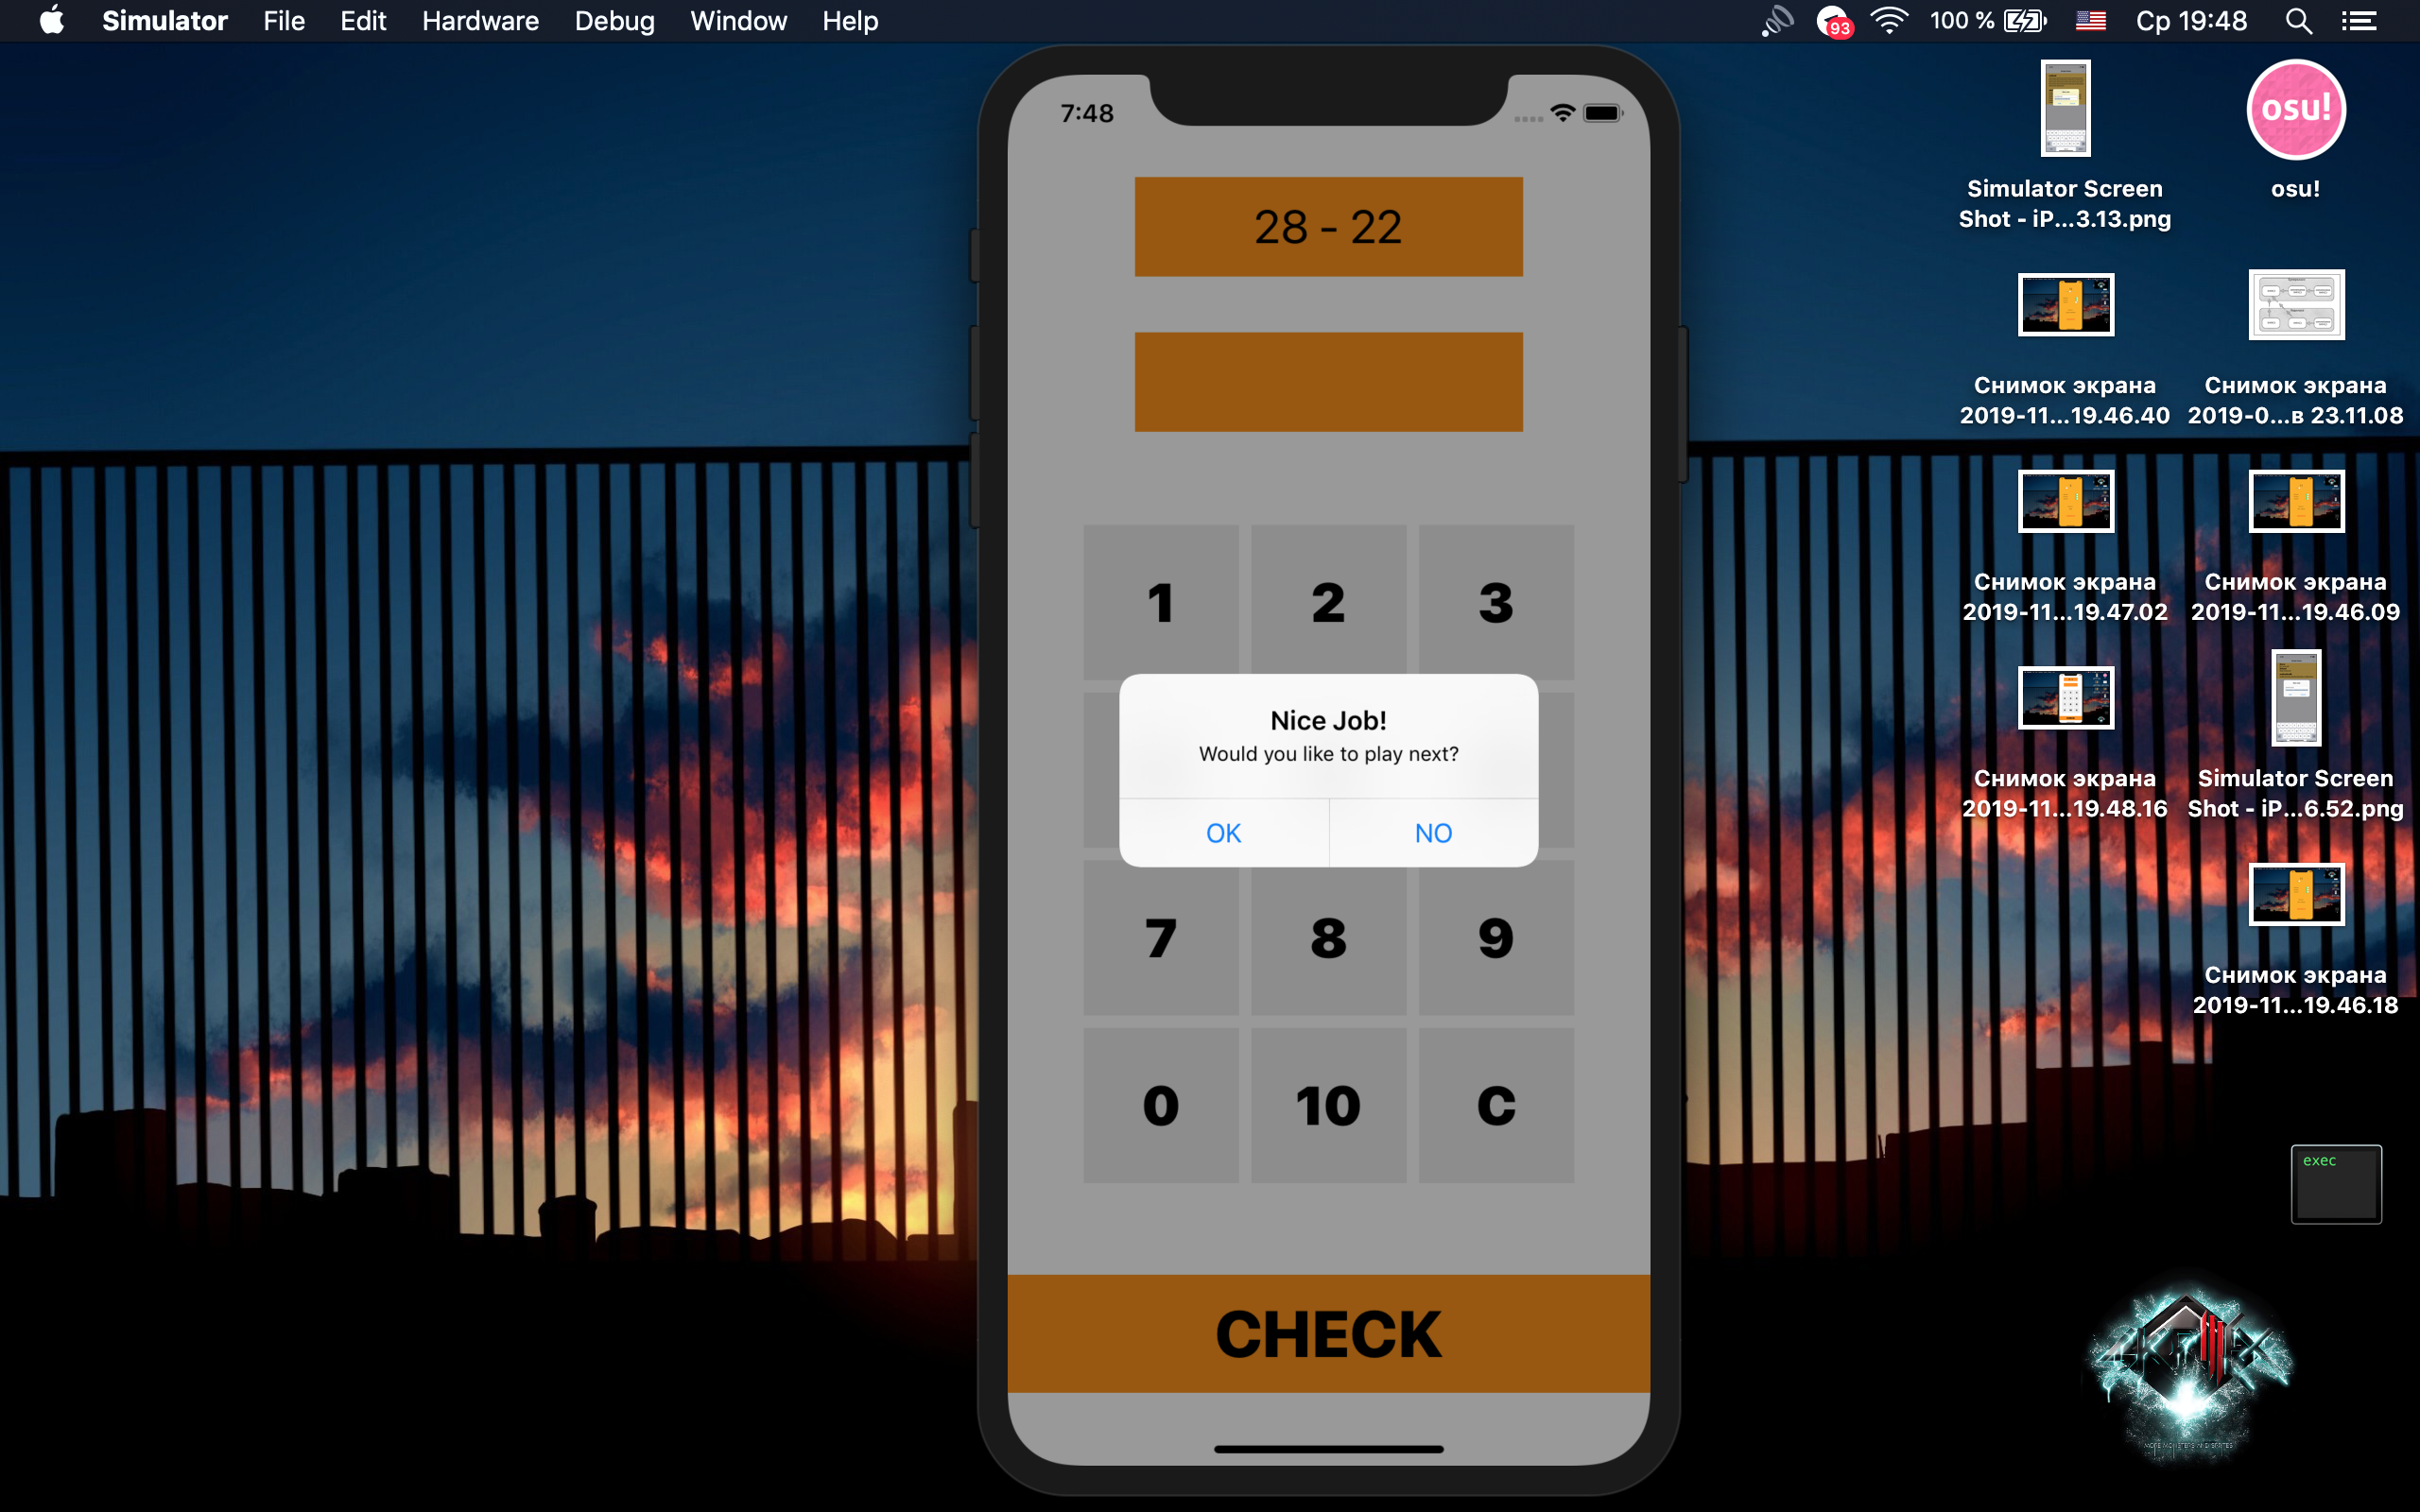 Simulator File Edit Hardware Debug Window Help
93 100 % Ср 19:48
7:48
28 - 22
1 2 3
Nice Job!
Would you like to play next?
OK NO
7 8 9
0 10 C
CHECK
Simulator Screen
Shot - iP...3.13.png
osu!
osu!
Снимок экрана
2019-11...19.46.40
Снимок экрана
2019-0...в 23.11.08
Снимок экрана
2019-11...19.47.02
Снимок экрана
2019-11...19.46.09
Снимок экрана
2019-11...19.48.16
Simulator Screen
Shot - iP...6.52.png
Снимок экрана
2019-11...19.46.18
exec
MORE MONSTERS AND SPRITES